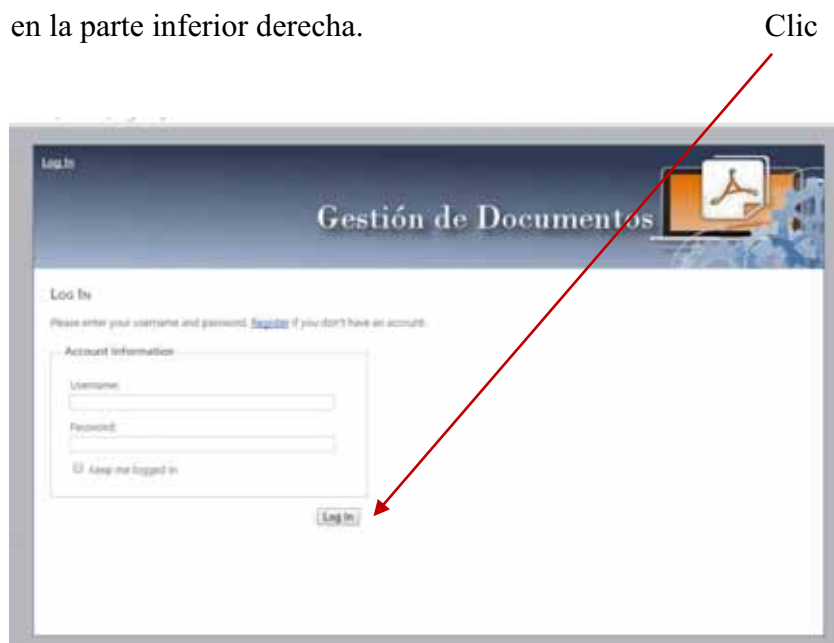 en la parte inferior derecha. Clic
Log In
Gestión de Documentos
Log In
Please enter your username and password. Register if you don't have an account.
Account Information
Username:
Password:
Keep me logged in
Log In